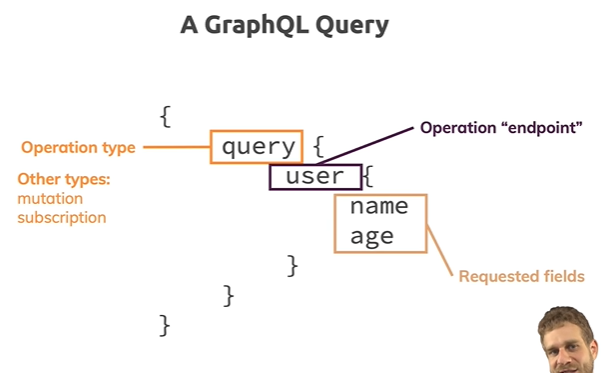 A GraphQL Query
{
Operation type
query {
Operation "endpoint"
user {
Other types:
mutation
subscription
name
age
}
Requested fields
}
}